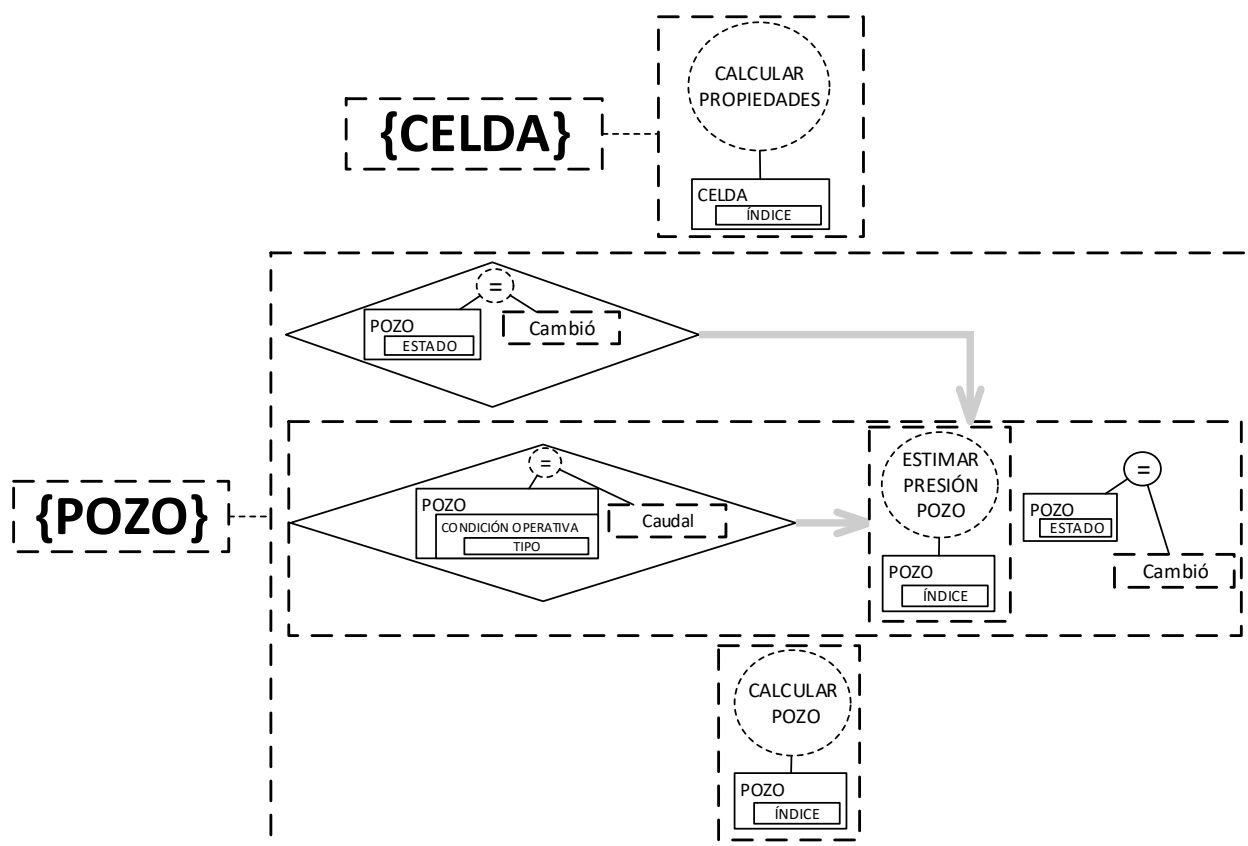 CALCULAR
PROPIEDADES
{CELDA}
CELDA
ÍNDICE
=
POZO
ESTADO
Cambió
{POZO}
=
POZO
CONDICIÓN OPERATIVA
TIPO
Caudal
ESTIMAR
PRESIÓN
POZO
POZO
ÍNDICE
=
POZO
ESTADO
Cambió
CALCULAR
POZO
POZO
ÍNDICE